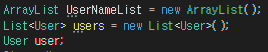 ArrayList UserNameList = new ArrayList();
List<User> users = new List<User>();
User user;